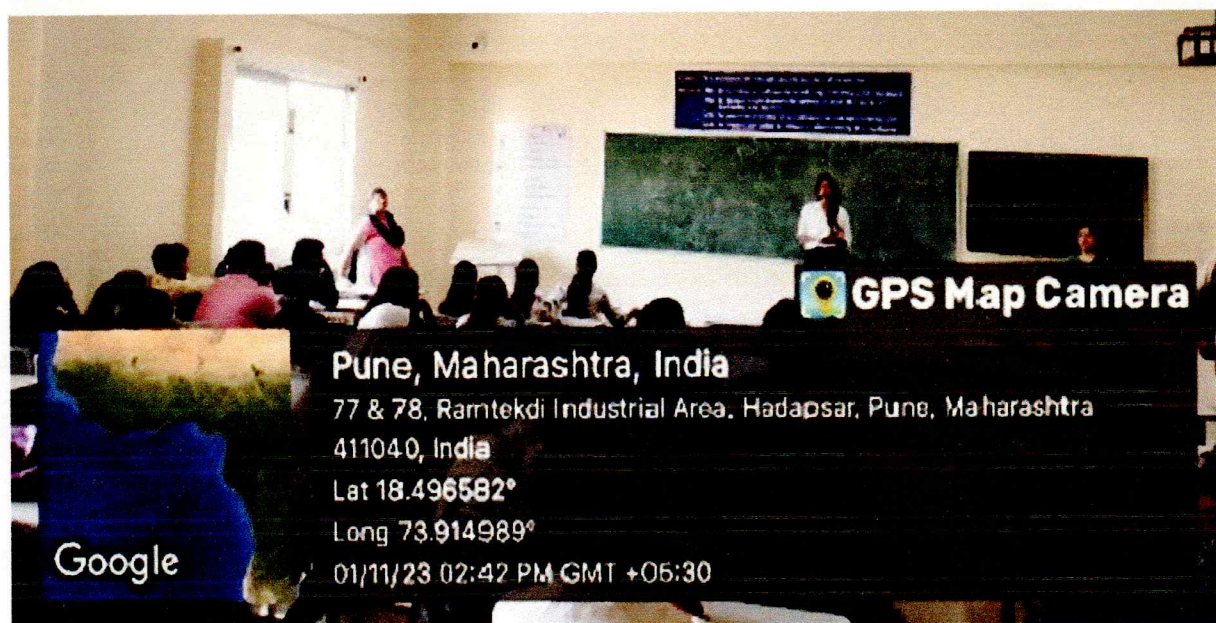 GPS Map Camera
Pune, Maharashtra, India
77 & 78, Ramtekdi Industrial Area, Hadapsar, Pune, Maharashtra
411040, India
Lat 18.496582°
Long 73.914989°
01/11/23 02:42 PM GMT +05:30
Google